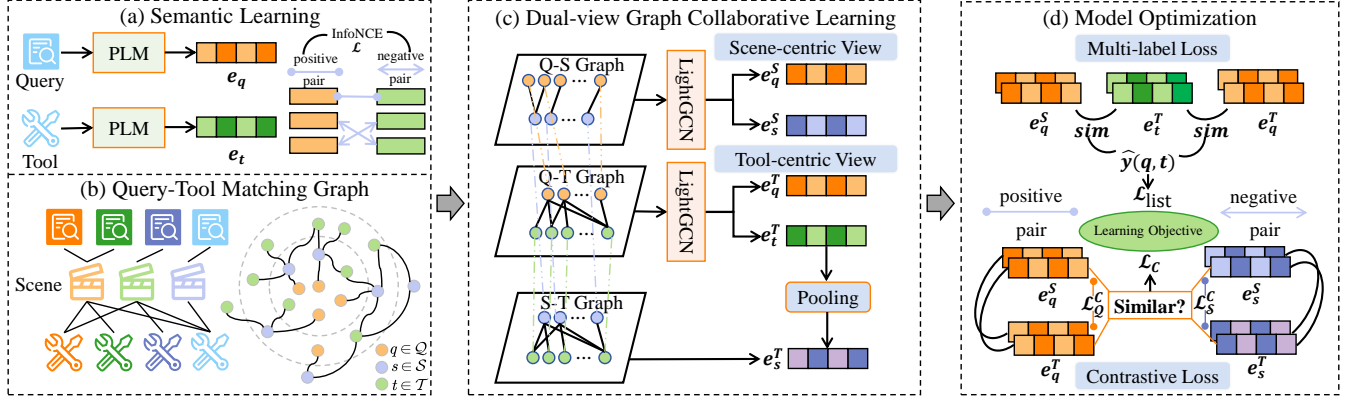 (a) Semantic Learning
Query
PLM
e_q
InfoNCE
ℒ
positive
pair
negative
pair
Tool
PLM
e_t
(b) Query-Tool Matching Graph
Scene
q ∈ 𝒬
s ∈ 𝒮
t ∈ 𝒯
(c) Dual-view Graph Collaborative Learning
Q-S Graph
LightGCN
Scene-centric View
e_q^S
e_s^S
Q-T Graph
LightGCN
Tool-centric View
e_q^T
e_t^T
Pooling
S-T Graph
e_s^T
(d) Model Optimization
Multi-label Loss
e_q^S
e_t^T
e_q^T
sim
sim
ŷ(q, t)
ℒ_list
positive
pair
negative
pair
Learning Objective
ℒ_C
e_q^S
e_s^S
ℒ_Q^C
Similar?
ℒ_S^C
e_q^T
e_s^T
Contrastive Loss